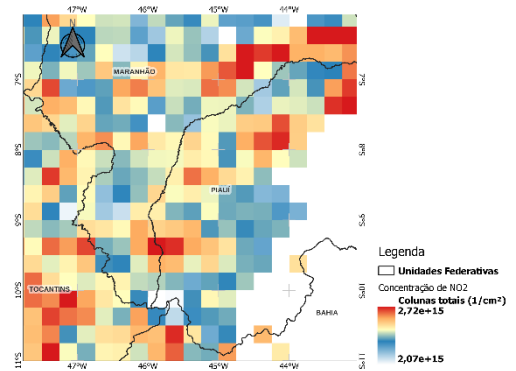 47°W 46°W 45°W 44°W
N
MARANHÃO
7°S 7°S
8°S 8°S
PIAUÍ
9°S 9°S
Legenda
Unidades Federativas
Concentração de NO2
Colunas totais (1/cm²)
TOCANTINS
10°S 10°S
2,72e+15
BAHIA
2,07e+15
11°S 11°S
47°W 46°W 45°W 44°W